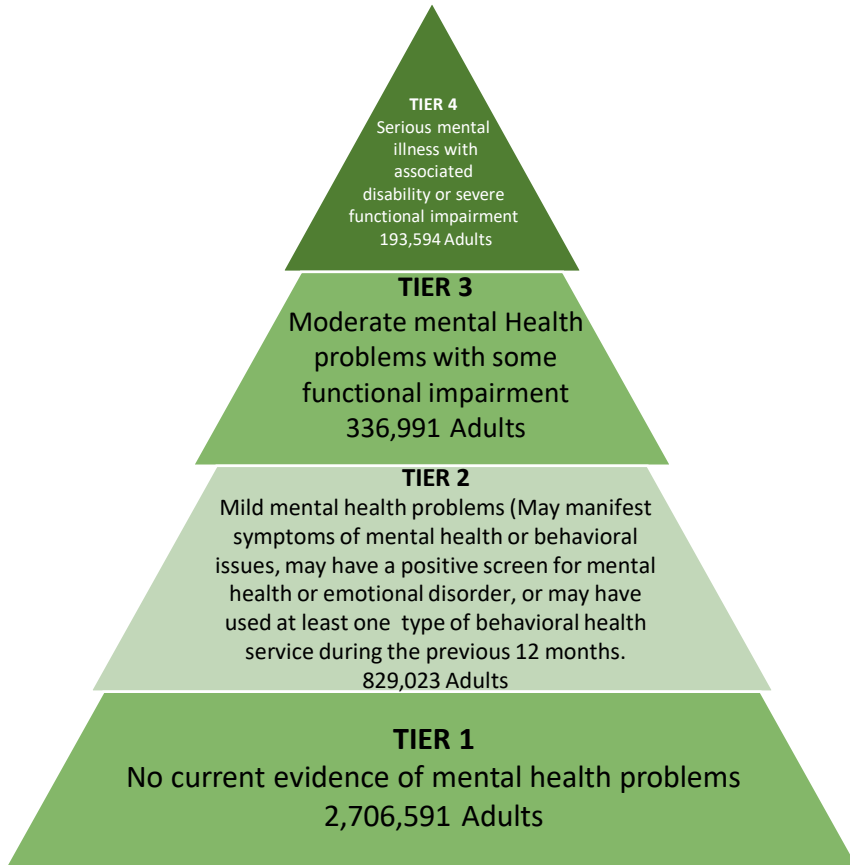 TIER 4
Serious mental
illness with
associated
disability or severe
functional impairment
193,594 Adults
TIER 3
Moderate mental Health
problems with some
functional impairment
336,991 Adults
TIER 2
Mild mental health problems (May manifest
symptoms of mental health or behavioral
issues, may have a positive screen for mental
health or emotional disorder, or may have
used at least one type of behavioral health
service during the previous 12 months.
829,023 Adults
TIER 1
No current evidence of mental health problems
2,706,591 Adults